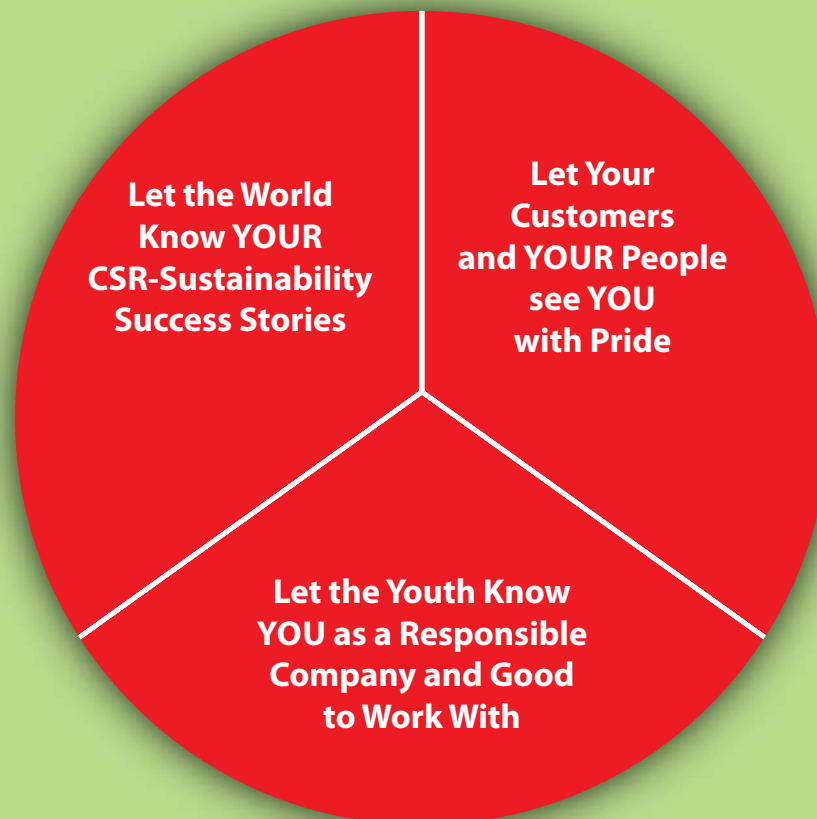 Let the World
Know YOUR
CSR-Sustainability
Success Stories
Let Your
Customers
and YOUR People
see YOU
with Pride
Let the Youth Know
YOU as a Responsible
Company and Good
to Work With